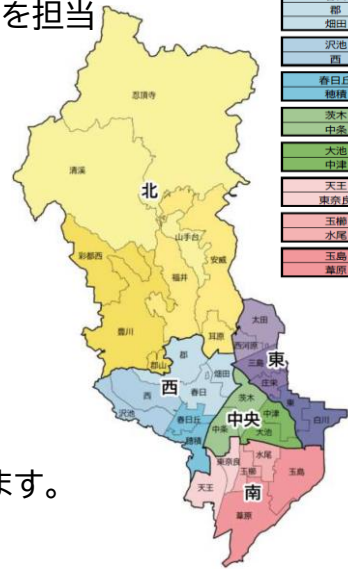 を担当
郡
畑田
沢池
西
春日丘
穂積
茨木
中条
大池
中津
天王
東奈良
玉櫛
水尾
玉島
葦原
忍頂寺
清溪
北
山手台
彩都西
安威
福井
豊川
耳原
郡山
太田
西河原
東
三島
庄栄
東
白川
郡
畑田
西
春日
西
沢池
春日丘
穂積
茨木
中央
中津
中条
大池
東奈良
水尾
天王
玉櫛
玉島
南
葦原
ます。